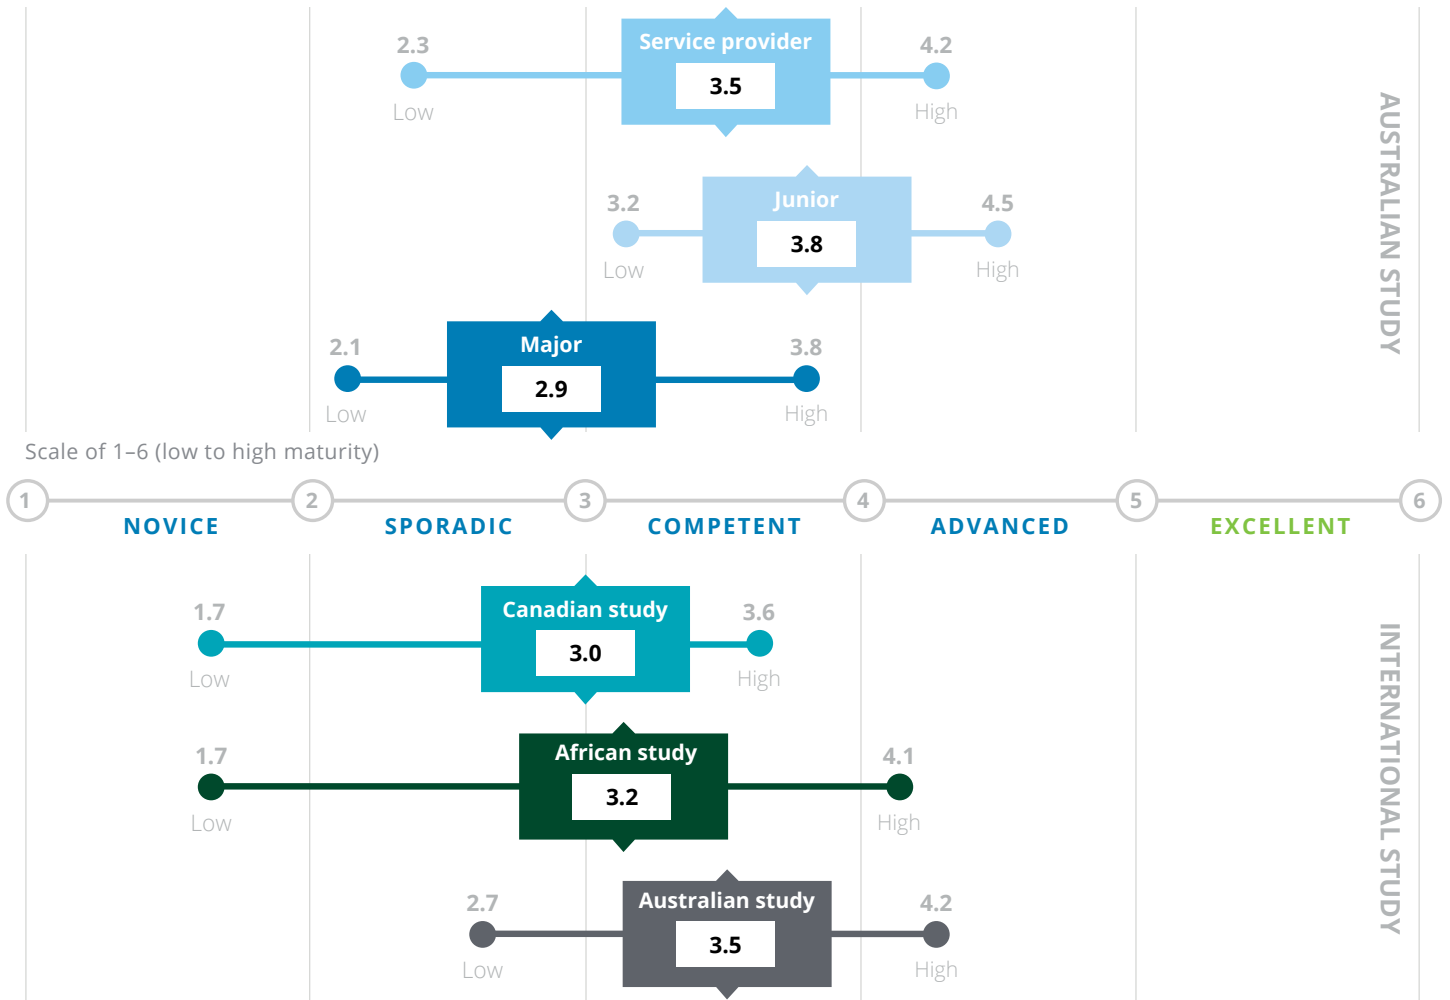 Service provider
2.3
4.2
3.5
Low
High
Junior
3.2
4.5
3.8
Low
High
Major
2.1
3.8
2.9
Low
High
AUSTRALIAN STUDY
Scale of 1–6 (low to high maturity)
1 2 3 4 5 6
NOVICE SPORADIC COMPETENT ADVANCED EXCELLENT
Canadian study
1.7
3.6
3.0
Low
High
African study
1.7
4.1
3.2
Low
High
Australian study
2.7
4.2
3.5
Low
High
INTERNATIONAL STUDY